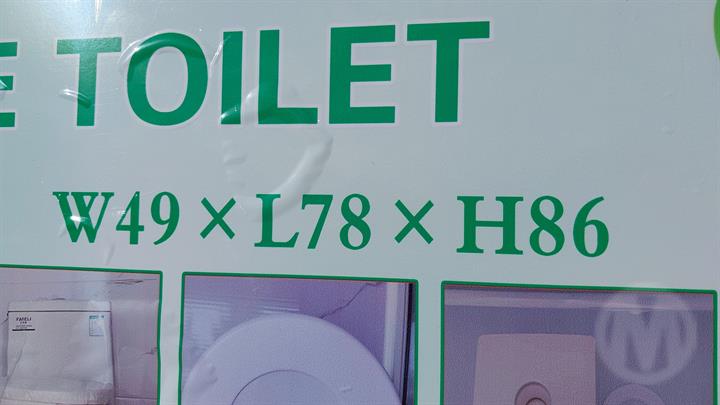 E TOILET
W49 × L78 × H86
M